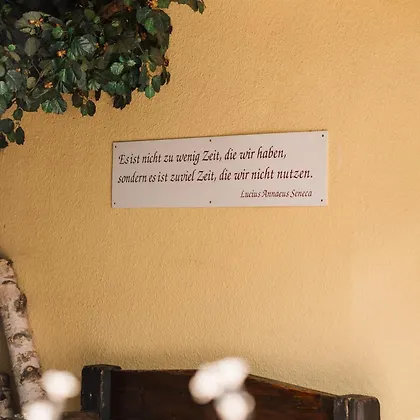 Es ist nicht zu wenig Zeit, die wir haben,
sondern es ist zuviel Zeit, die wir nicht nutzen.
Lucius Annaeus Seneca